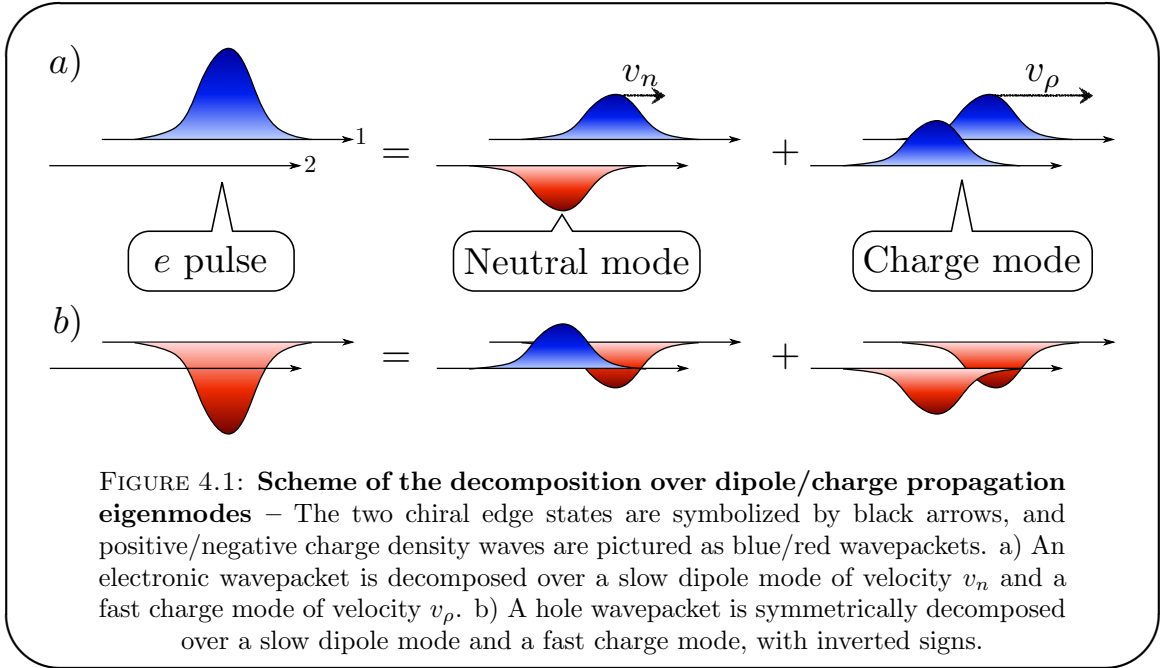 a)
v_n
v_ρ
1
=
+
2
e pulse
Neutral mode
Charge mode
b)
=
+
FIGURE 4.1: Scheme of the decomposition over dipole/charge propagation
eigenmodes – The two chiral edge states are symbolized by black arrows, and
positive/negative charge density waves are pictured as blue/red wavepackets. a) An
electronic wavepacket is decomposed over a slow dipole mode of velocity v_n and a
fast charge mode of velocity v_ρ. b) A hole wavepacket is symmetrically decomposed
over a slow dipole mode and a fast charge mode, with inverted signs.